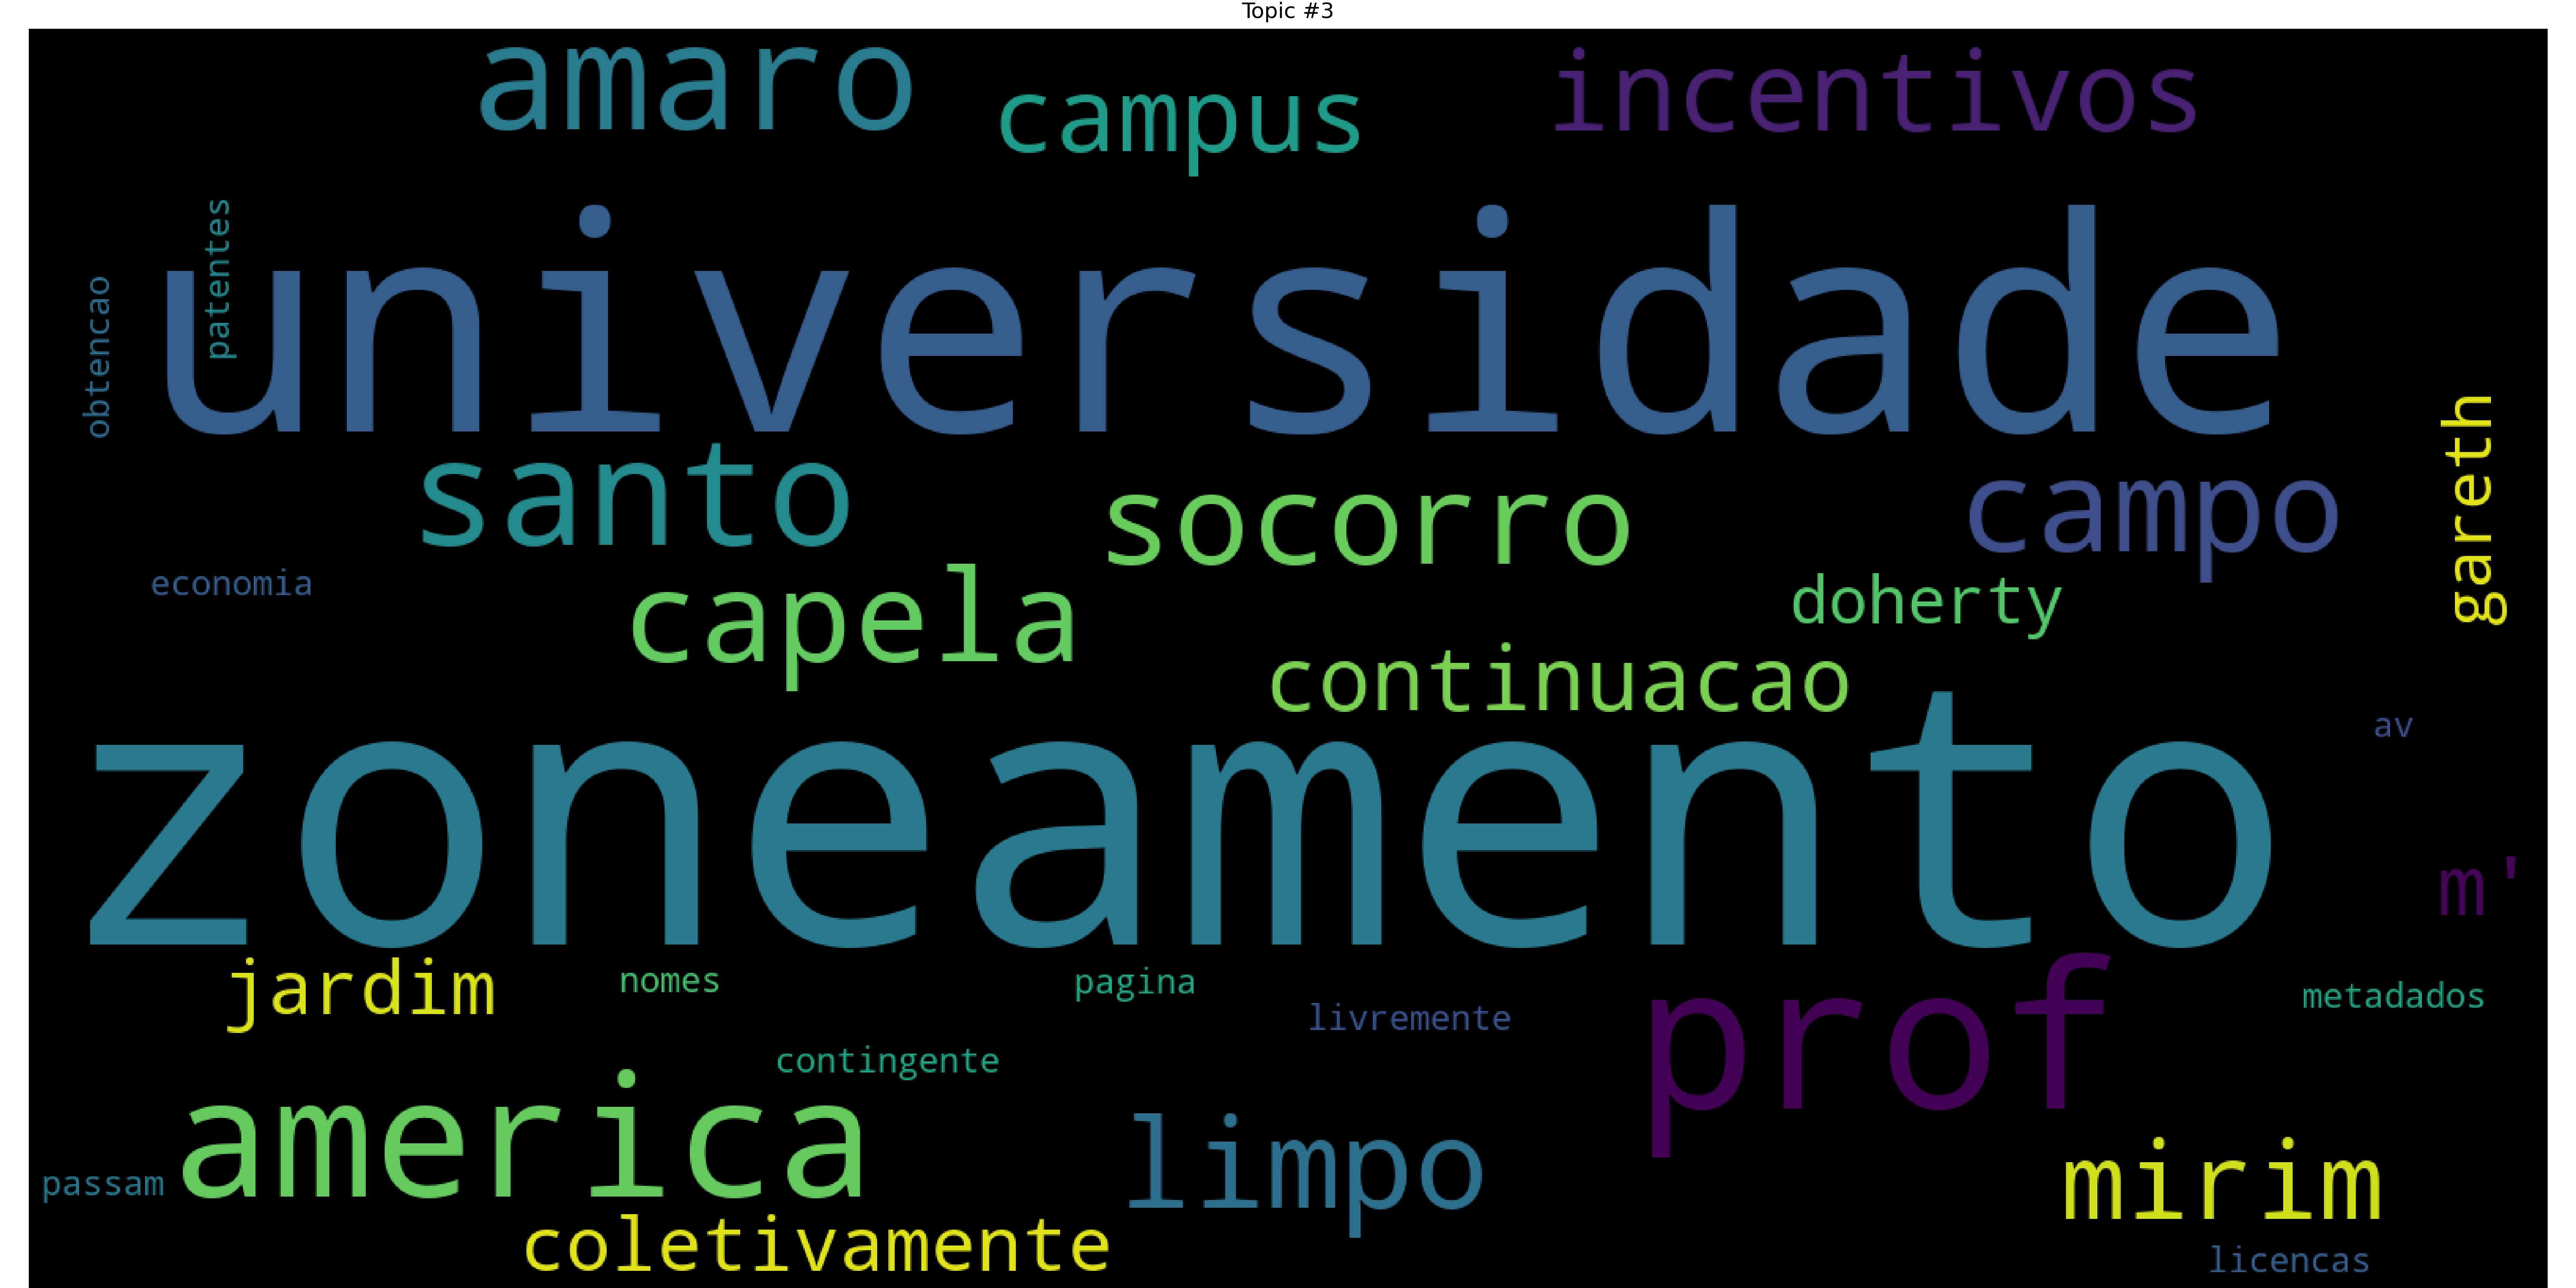 Topic #3
amaro
campus
incentivos
patentes
obtencao
universidade
gareth
santo
socorro
campo
economia
capela
doherty
continuacao
av
zoneamento
m'
jardim
nomes
pagina
livremente
prof
metadados
contingente
america
limpo
passam
mirim
coletivamente
licencas